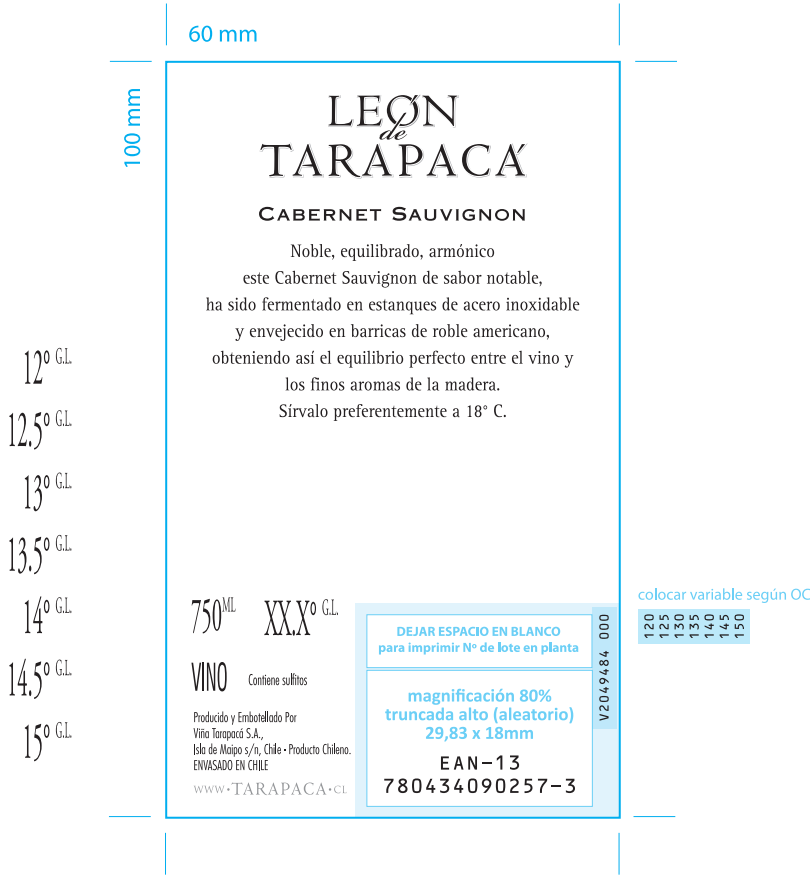 60 mm
100 mm
LEÓN
de
TARAPACÁ
CABERNET SAUVIGNON
Noble, equilibrado, armónico
este Cabernet Sauvignon de sabor notable,
ha sido fermentado en estanques de acero inoxidable
y envejecido en barricas de roble americano,
obteniendo así el equilibrio perfecto entre el vino y
los finos aromas de la madera.
Sírvalo preferentemente a 18° C.
12° G.L.
12.5° G.L.
13° G.L.
13.5° G.L.
14° G.L.
14.5° G.L.
15° G.L.
750 ML XX.X° G.L.
VINO Contiene sulfitos
Producido y Embotellado Por
Viña Tarapacá S.A.,
Isla de Maipo s/n, Chile • Producto Chileno.
ENVASADO EN CHILE
WWW•TARAPACA•CL
DEJAR ESPACIO EN BLANCO
para imprimir Nº de lote en planta
magnificación 80%
truncada alto (aleatorio)
29,83 x 18mm
EAN-13
780434090257-3
V2049484 000
colocar variable según OC
120
125
130
135
140
145
150